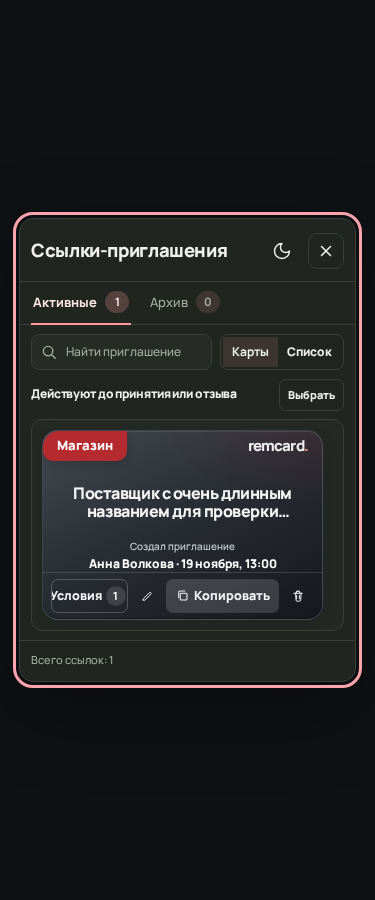 Ссылки-приглашения
Активные 1 Архив 0
Найти приглашение Карты Список
Действуют до принятия или отзыва Выбрать
Магазин remcard.
Поставщик с очень длинным
названием для проверки…
Создал приглашение
Анна Волкова · 19 ноября, 13:00
Условия 1 Копировать
Всего ссылок: 1